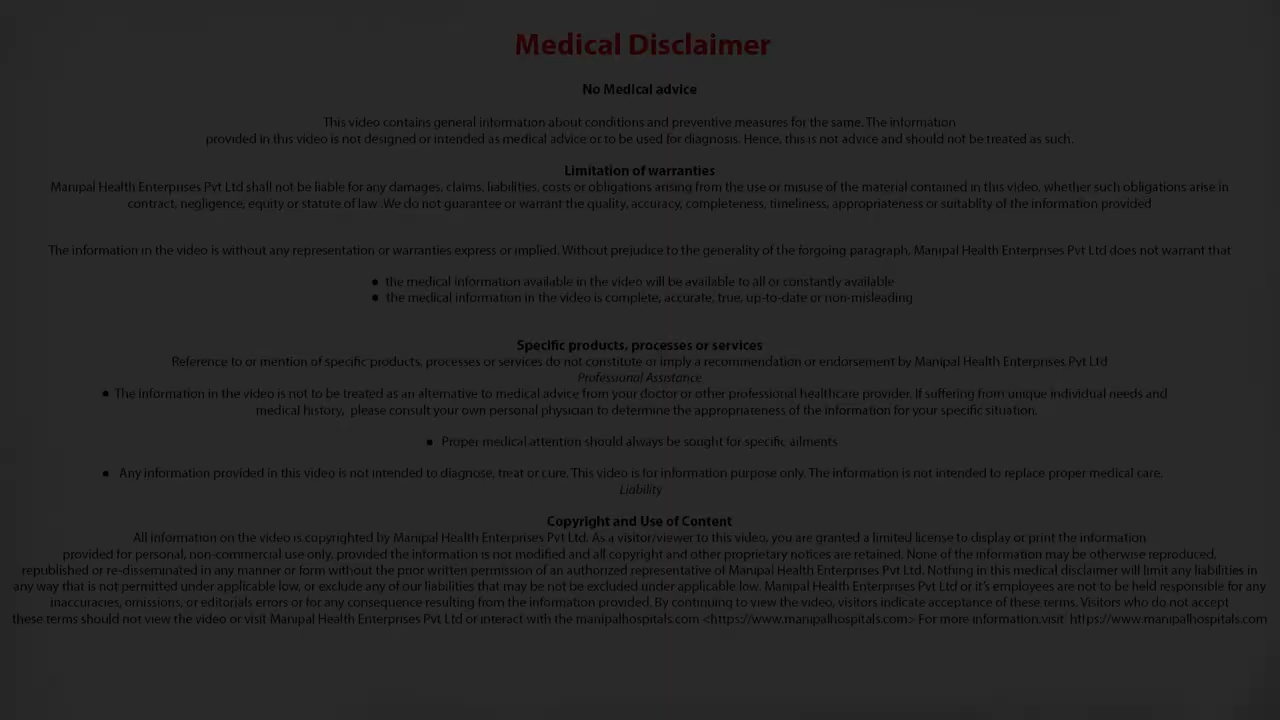 Medical Disclaimer
No Medical advice
This video contains general information about conditions and preventive measures for the same. The information
provided in this video is not designed or intended as medical advice or to be used for diagnosis. Hence, this is not advice and should not be treated as such.
Limitation of warranties
Manipal Health Enterprises Pvt Ltd shall not be liable for any damages, claims, liabilities, costs or obligations arising from the use or misuse of the material contained in this video, whether such obligations arise in
contract, negligence, equity or statute of law .We do not guarantee or warrant the quality, accuracy, completeness, timeliness, appropriateness or suitablity of the information provided
The information in the video is without any representation or warranties express or implied. Without prejudice to the generality of the forgoing paragraph, Manipal Health Enterprises Pvt Ltd does not warrant that
● the medical information available in the video will be available to all or constantly available
● the medical information in the video is complete, accurate, true, up-to-date or non-misleading
Specific products, processes or services
Reference to or mention of specific products, processes or services do not constitute or imply a recommendation or endorsement by Manipal Health Enterprises Pvt Ltd
Professional Assistance
● The information in the video is not to be treated as an alternative to medical advice from your doctor or other professional healthcare provider. If suffering from unique individual needs and
medical history, please consult your own personal physician to determine the appropriateness of the information for your specific situation.
● Proper medical attention should always be sought for specific ailments
● Any information provided in this video is not intended to diagnose, treat or cure. This video is for information purpose only. The information is not intended to replace proper medical care.
Liability
Copyright and Use of Content
All information on the video is copyrighted by Manipal Health Enterprises Pvt Ltd. As a visitor/viewer to this video, you are granted a limited license to display or print the information
provided for personal, non-commercial use only, provided the information is not modified and all copyright and other proprietary notices are retained. None of the information may be otherwise reproduced,
republished or re-disseminated in any manner or form without the prior written permission of an authorized representative of Manipal Health Enterprises Pvt Ltd. Nothing in this medical disclaimer will limit any liabilities in
any way that is not permitted under applicable low, or exclude any of our liabilities that may be not be excluded under applicable low. Manipal Health Enterprises Pvt Ltd or it's employees are not to be held responsible for any
inaccuracies, omissions, or editorials errors or for any consequence resulting from the information provided. By continuing to view the video, visitors indicate acceptance of these terms. Visitors who do not accept
these terms should not view the video or visit Manipal Health Enterprises Pvt Ltd or interact with the manipalhospitals.com <https://www.manipalhospitals.com> For more information.visit https://www.manipalhospitals.com